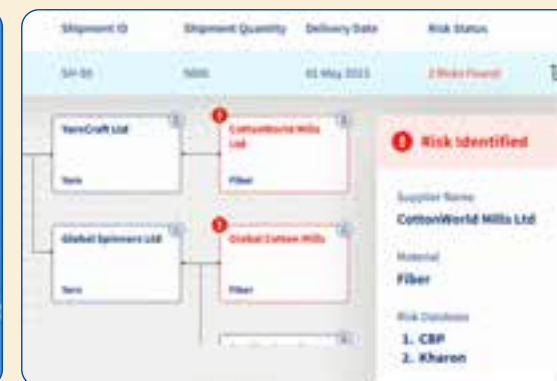 Shipment ID Shipment Quantity Delivery Date Risk Status
5000 01 May 2023 2 Risks Found
YarnCraft Ltd
Yarn
CottonWorld Mills
Ltd
Fiber
Global Spinners Ltd
Yarn
Global Cotton Mills
Fiber
Risk Identified
Supplier Name
CottonWorld Mills Ltd
Material
Fiber
Risk Database
1. CBP
2. Kharon